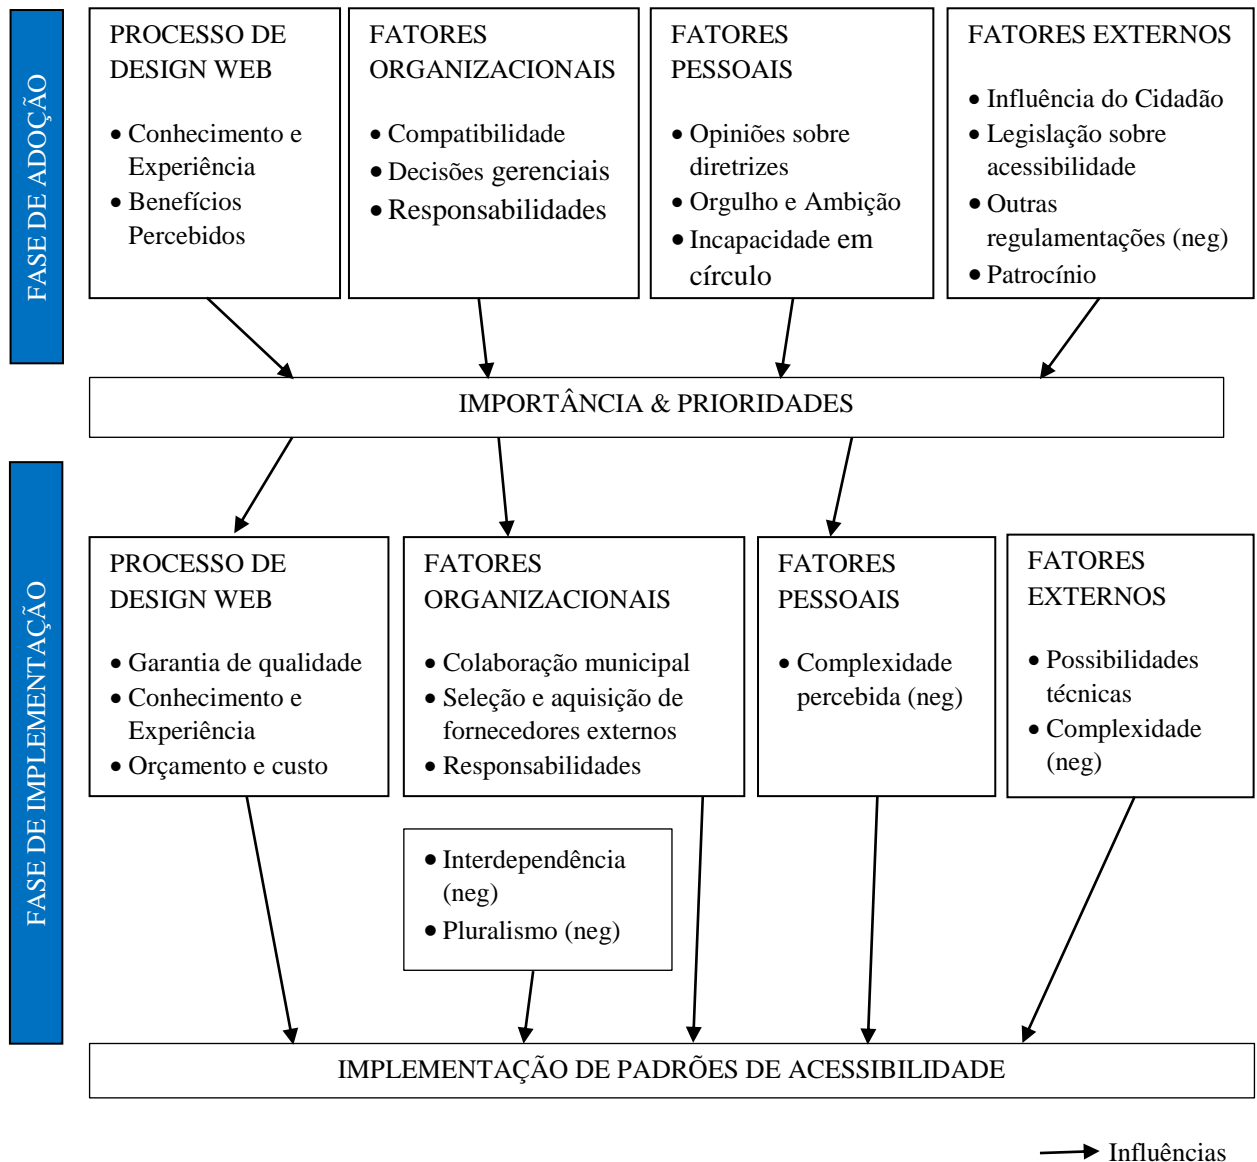 FASE DE ADOÇÃO
PROCESSO DE
DESIGN WEB
• Conhecimento e
Experiência
• Benefícios
Percebidos
FATORES
ORGANIZACIONAIS
• Compatibilidade
• Decisões gerenciais
• Responsabilidades
FATORES
PESSOAIS
• Opiniões sobre
diretrizes
• Orgulho e Ambição
• Incapacidade em
círculo
FATORES EXTERNOS
• Influência do Cidadão
• Legislação sobre
acessibilidade
• Outras
regulamentações (neg)
• Patrocínio
IMPORTÂNCIA & PRIORIDADES
FASE DE IMPLEMENTAÇÃO
PROCESSO DE
DESIGN WEB
• Garantia de qualidade
• Conhecimento e
Experiência
• Orçamento e custo
FATORES
ORGANIZACIONAIS
• Colaboração municipal
• Seleção e aquisição de
fornecedores externos
• Responsabilidades
• Interdependência
(neg)
• Pluralismo (neg)
FATORES
PESSOAIS
• Complexidade
percebida (neg)
FATORES
EXTERNOS
• Possibilidades
técnicas
• Complexidade
(neg)
IMPLEMENTAÇÃO DE PADRÕES DE ACESSIBILIDADE
Influências